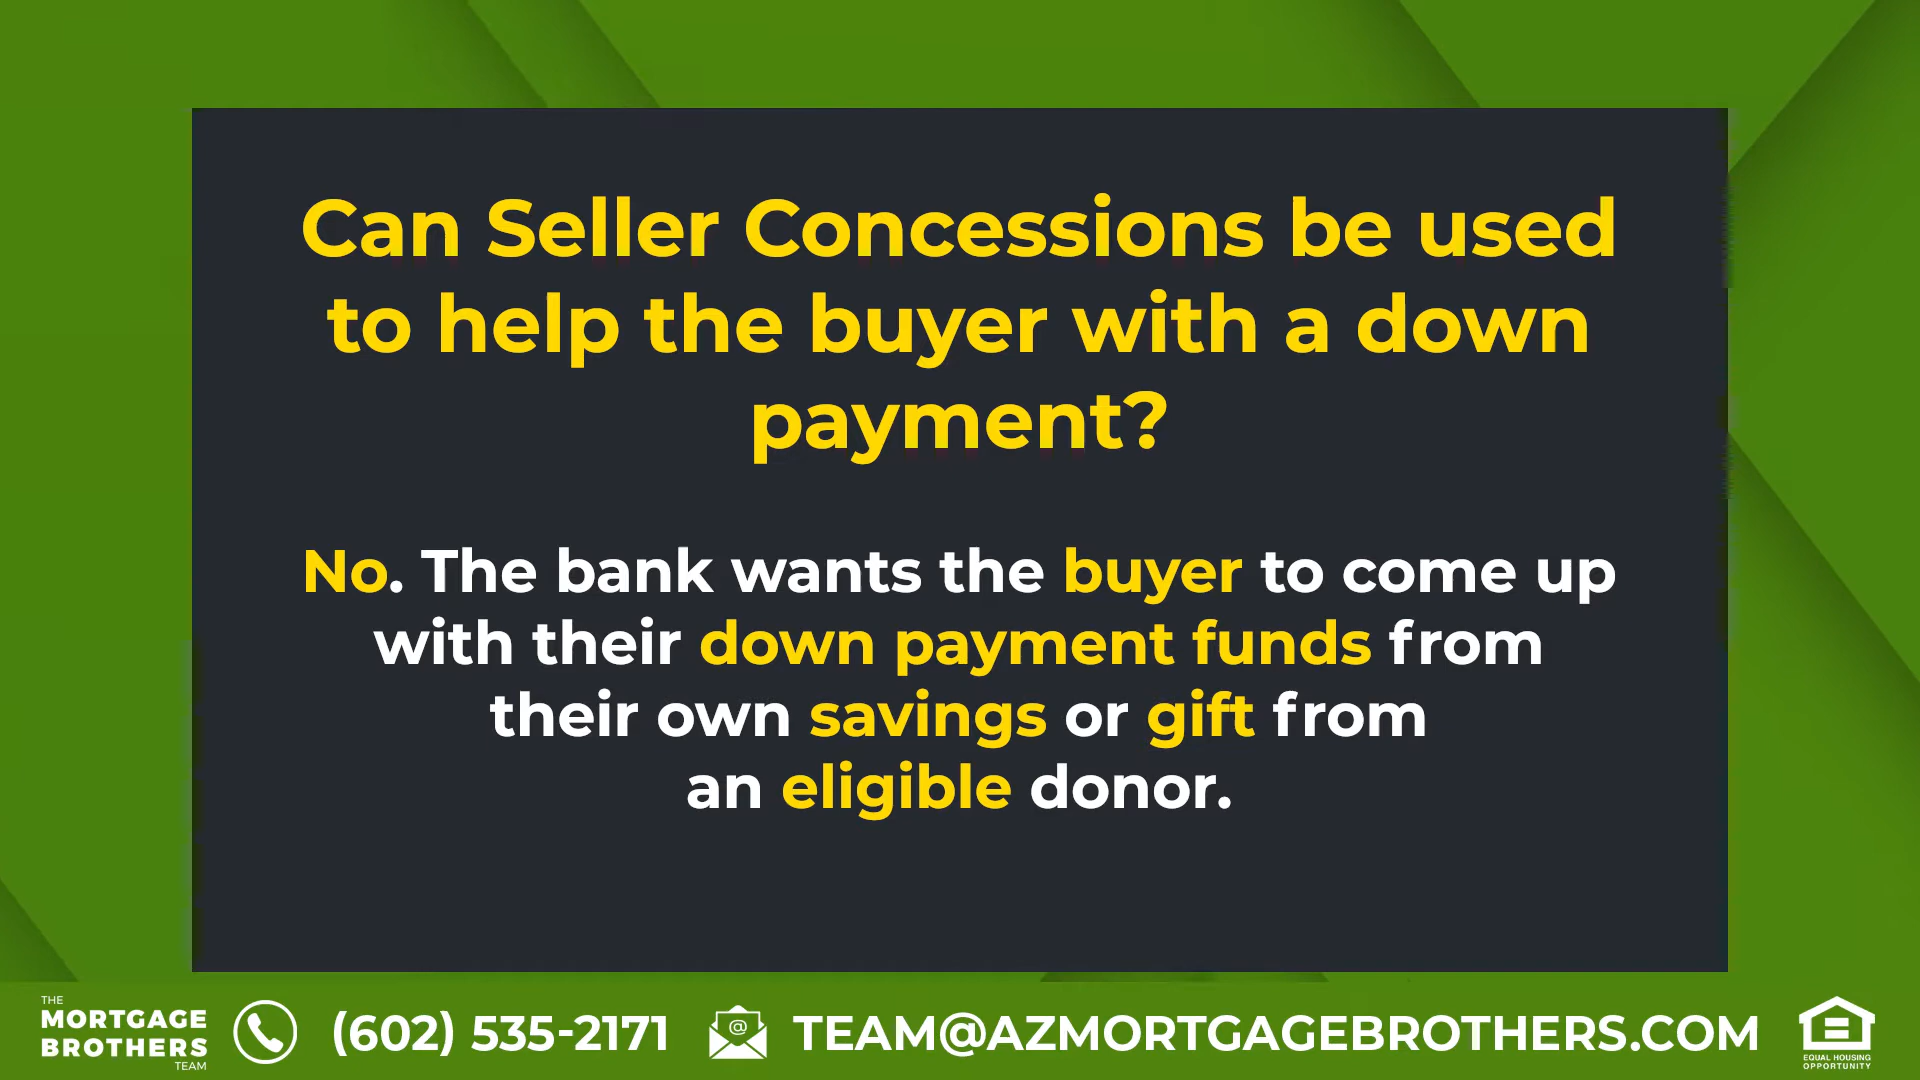 Can Seller Concessions be used
to help the buyer with a down
payment?
No. The bank wants the buyer to come up
with their down payment funds from
their own savings or gift from
an eligible donor.
THE
MORTGAGE
BROTHERS
TEAM
(602) 535-2171
@
TEAM@AZMORTGAGEBROTHERS.COM
EQUAL HOUSING
OPPORTUNITY